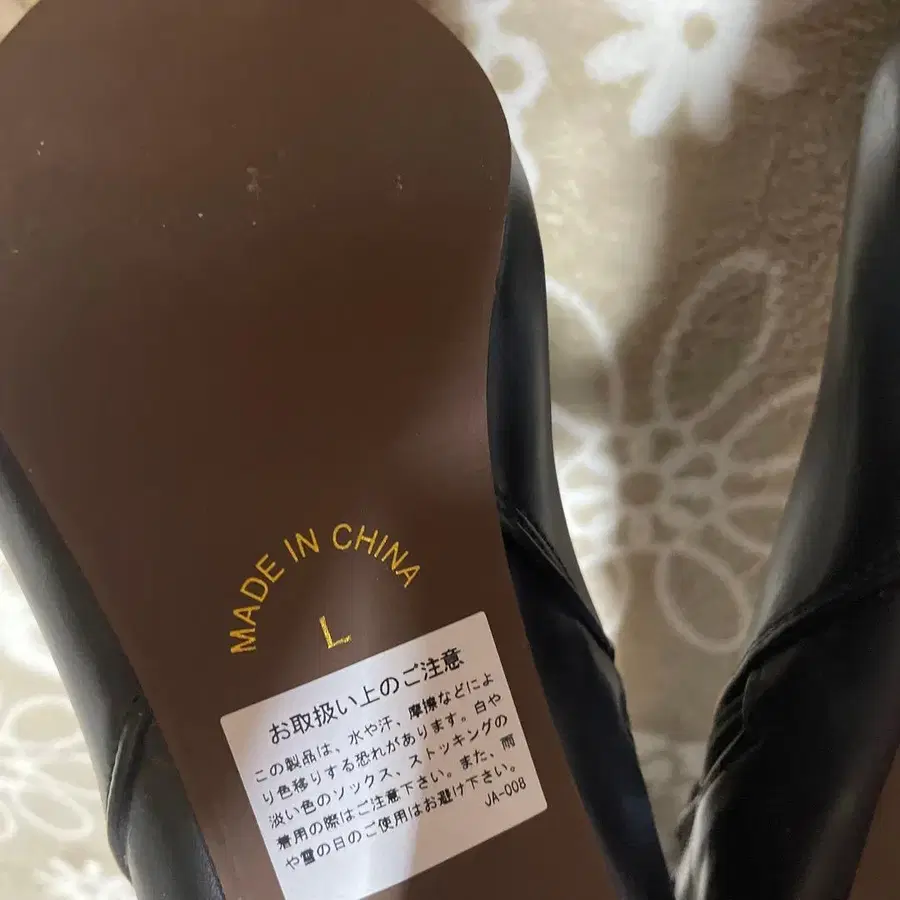 MADE IN CHINA
L
お取扱い上のご注意
この製品は、水や汗、摩擦などによ
り色移りする恐れがあります。白や
淡い色のソックス、ストッキングの
着用の際はご注意下さい。また、雨
や雪の日のご使用はお避け下さい。
JA-008